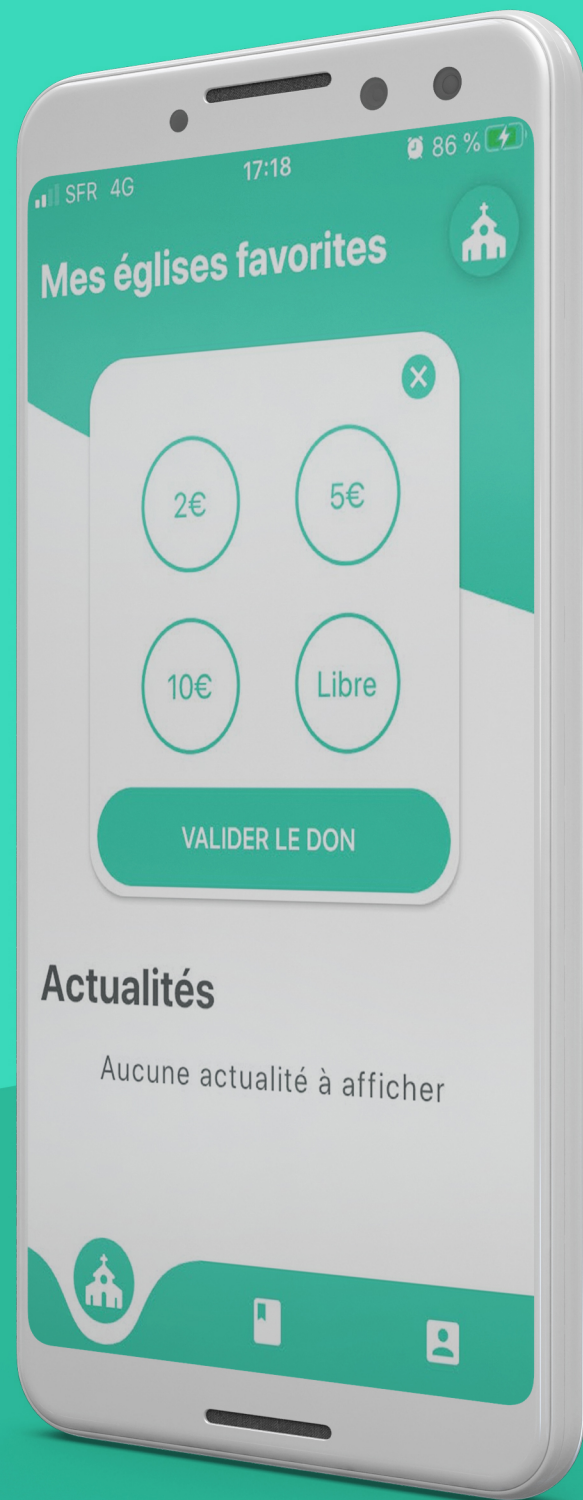 SFR 4G 17:18 86 %
Mes églises favorites
2€ 5€
10€ Libre
VALIDER LE DON
Actualités
Aucune actualité à afficher